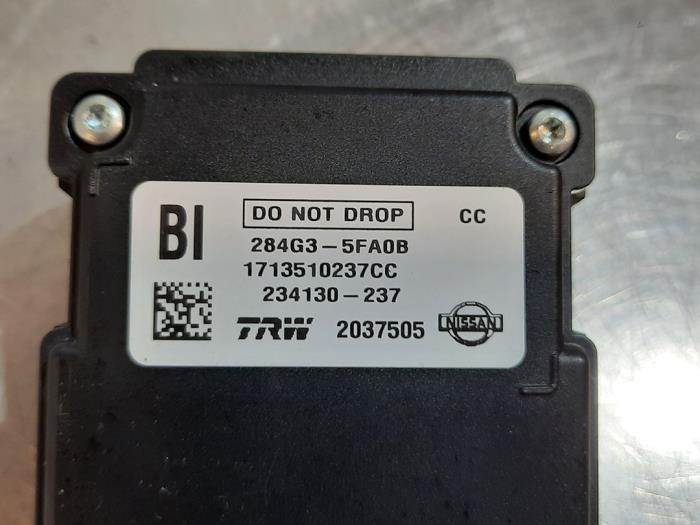 BI DO NOT DROP CC
284G3-5FA0B
1713510237CC
234130-237
TRW 2037505 NISSAN